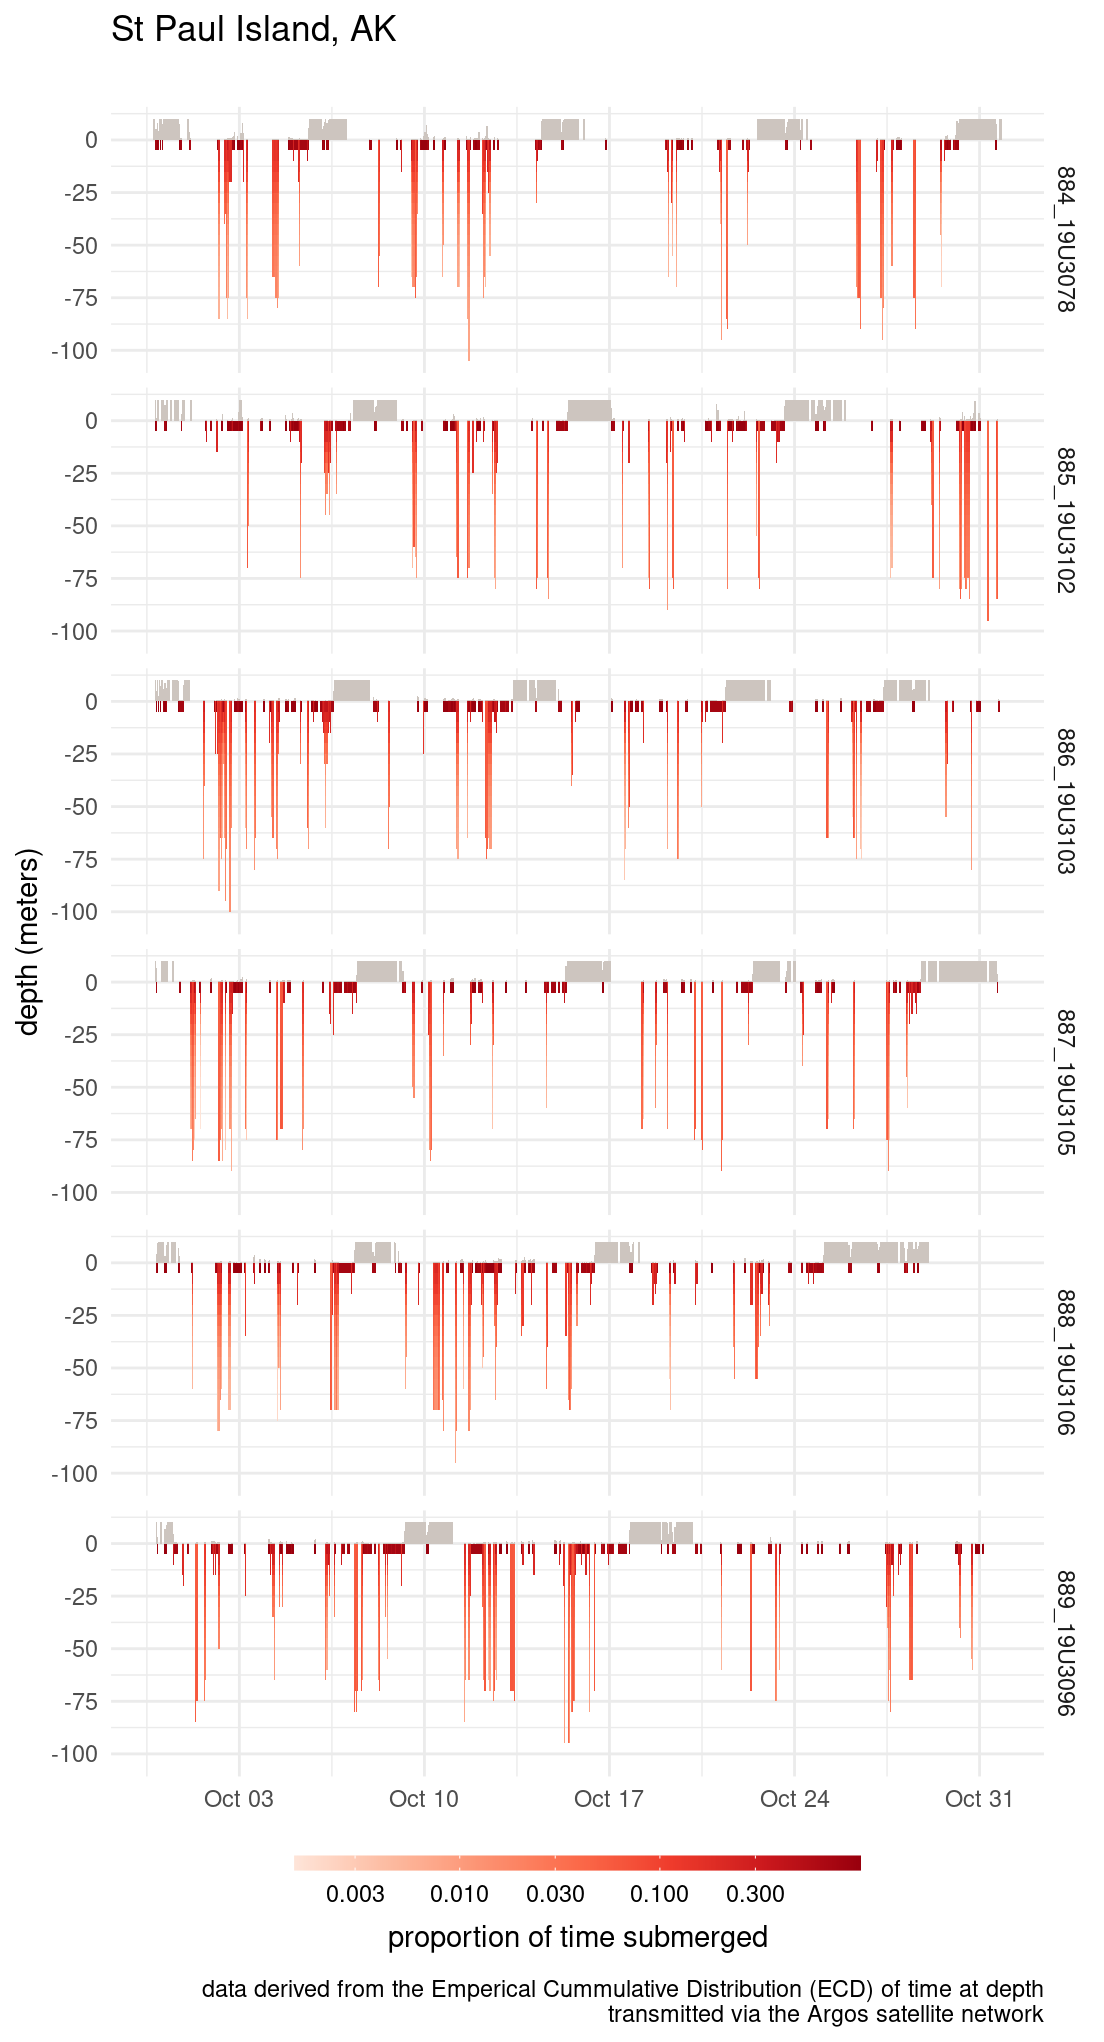 St Paul Island, AK
0
-25
-50
-75
-100
884_19U3078
0
-25
-50
-75
-100
885_19U3102
0
-25
-50
-75
-100
886_19U3103
depth (meters)
0
-25
-50
-75
-100
887_19U3105
0
-25
-50
-75
-100
888_19U3106
0
-25
-50
-75
-100
889_19U3096
Oct 03 Oct 10 Oct 17 Oct 24 Oct 31
0.003 0.010 0.030 0.100 0.300
proportion of time submerged
data derived from the Emperical Cummulative Distribution (ECD) of time at depth
transmitted via the Argos satellite network